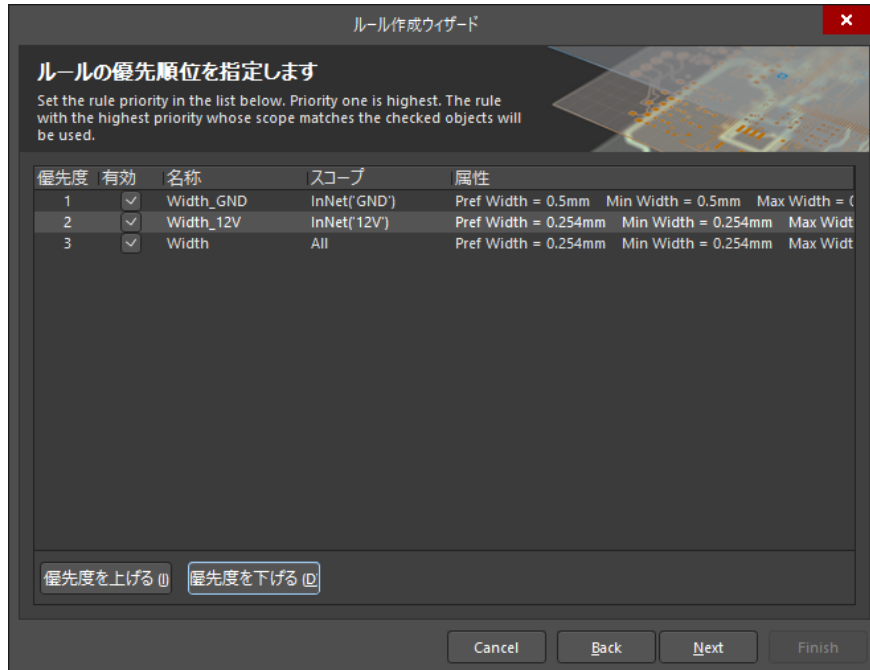 ルール作成ウィザード
ルールの優先順位を指定します
Set the rule priority in the list below. Priority one is highest. The rule
with the highest priority whose scope matches the checked objects will
be used.
優先度 有効 名称 スコープ 属性
1 Width_GND InNet('GND') Pref Width = 0.5mm Min Width = 0.5mm Max Width =
2 Width_12V InNet('12V') Pref Width = 0.254mm Min Width = 0.254mm Max Widt
3 Width All Pref Width = 0.254mm Min Width = 0.254mm Max Widt
優先度を上げる (I) 優先度を下げる (D
Cancel Back Next Finish